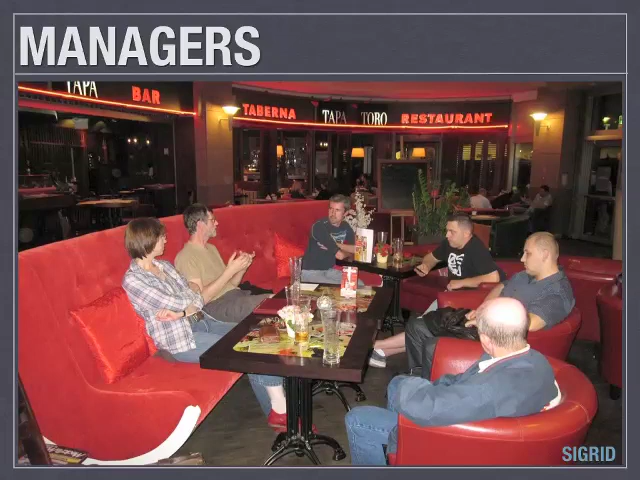 MANAGERS
TAPA BAR
TABERNA TAPA TORO RESTAURANT
SIGRID